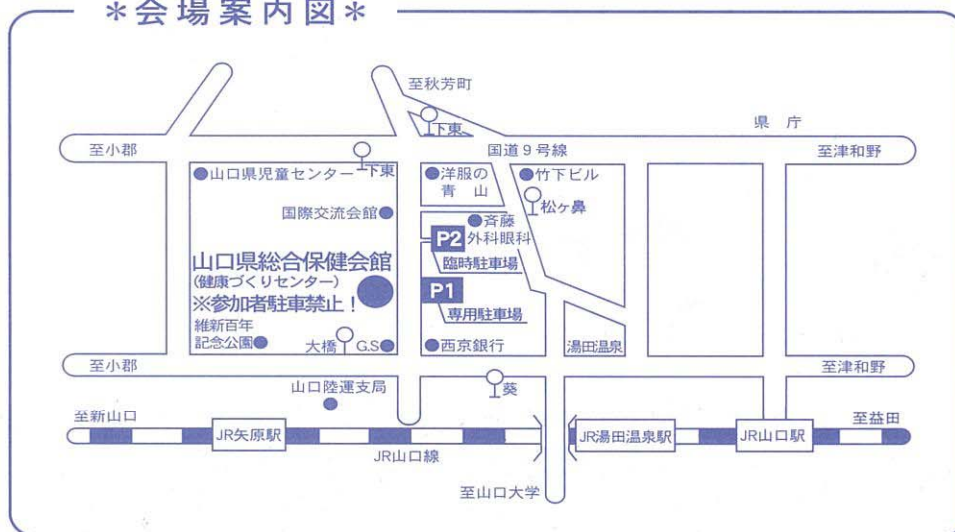 ＊会場案内図＊
至秋芳町
下東
県庁
至小郡
国道9号線
至津和野
下東
山口県児童センター
洋服の
青山
竹下ビル
国際交流会館
松ヶ鼻
斉藤
外科眼科
P2
臨時駐車場
山口県総合保健会館
(健康づくりセンター)
※参加者駐車禁止！
P1
専用駐車場
維新百年
記念公園
大橋
G.S
西京銀行
湯田温泉
至小郡
至津和野
山口陸運支局
葵
至新山口
至益田
JR矢原駅
JR湯田温泉駅
JR山口駅
JR山口線
至山口大学